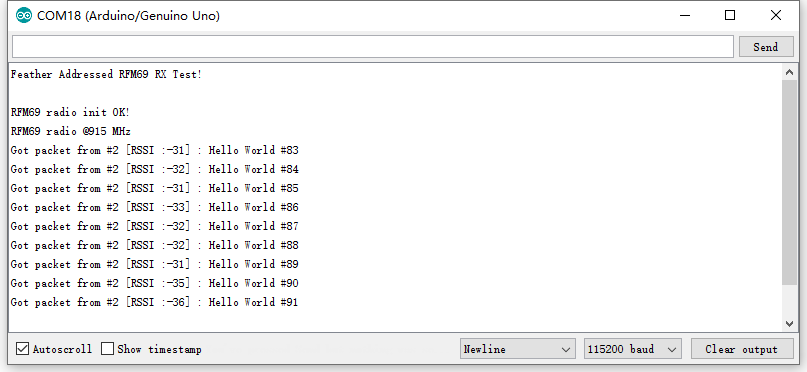 COM18 (Arduino/Genuino Uno)
Send
Feather Addressed RFM69 RX Test!
RFM69 radio init OK!
RFM69 radio @915 MHz
Got packet from #2 [RSSI :-31] : Hello World #83
Got packet from #2 [RSSI :-32] : Hello World #84
Got packet from #2 [RSSI :-31] : Hello World #85
Got packet from #2 [RSSI :-33] : Hello World #86
Got packet from #2 [RSSI :-32] : Hello World #87
Got packet from #2 [RSSI :-32] : Hello World #88
Got packet from #2 [RSSI :-31] : Hello World #89
Got packet from #2 [RSSI :-35] : Hello World #90
Got packet from #2 [RSSI :-36] : Hello World #91
Autoscroll Show timestamp Newline 115200 baud Clear output